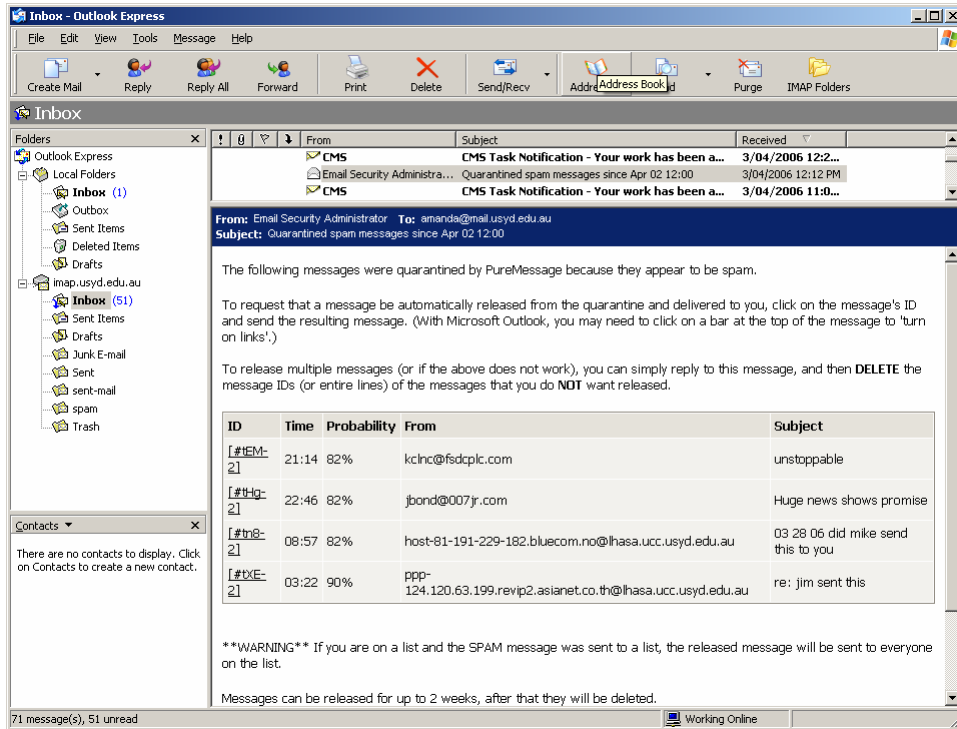 Inbox - Outlook Express
File Edit View Tools Message Help
Create Mail Reply Reply All Forward Print Delete Send/Recv Address Book Purge IMAP Folders
Inbox
Folders
Outlook Express
Local Folders
Inbox (1)
Outbox
Sent Items
Deleted Items
Drafts
imap.usyd.edu.au
Inbox (51)
Sent Items
Drafts
Junk E-mail
Sent
sent-mail
spam
Trash
Contacts
There are no contacts to display. Click
on Contacts to create a new contact.
! From Subject Received
CMS CMS Task Notification - Your work has been a... 3/04/2006 12:2...
Email Security Administra... Quarantined spam messages since Apr 02 12:00 3/04/2006 12:12 PM
CMS CMS Task Notification - Your work has been a... 3/04/2006 11:0...
From: Email Security Administrator To: amanda@mail.usyd.edu.au
Subject: Quarantined spam messages since Apr 02 12:00
The following messages were quarantined by PureMessage because they appear to be spam.
To request that a message be automatically released from the quarantine and delivered to you, click on the message's ID
and send the resulting message. (With Microsoft Outlook, you may need to click on a bar at the top of the message to 'turn
on links'.)
To release multiple messages (or if the above does not work), you can simply reply to this message, and then DELETE the
message IDs (or entire lines) of the messages that you do NOT want released.
ID Time Probability From Subject
[#tEM-
2] 21:14 82% kclnc@fsdcplc.com unstoppable
[#tHg-
2] 22:46 82% jbond@007jr.com Huge news shows promise
[#tn8-
2] 08:57 82% host-81-191-229-182.bluecom.no@lhasa.ucc.usyd.edu.au 03 28 06 did mike send
this to you
[#tXE-
2] 03:22 90% ppp-
124.120.63.199.revip2.asianet.co.th@lhasa.ucc.usyd.edu.au re: jim sent this
**WARNING** If you are on a list and the SPAM message was sent to a list, the released message will be sent to everyone
on the list.
Messages can be released for up to 2 weeks, after that they will be deleted.
71 message(s), 51 unread Working Online